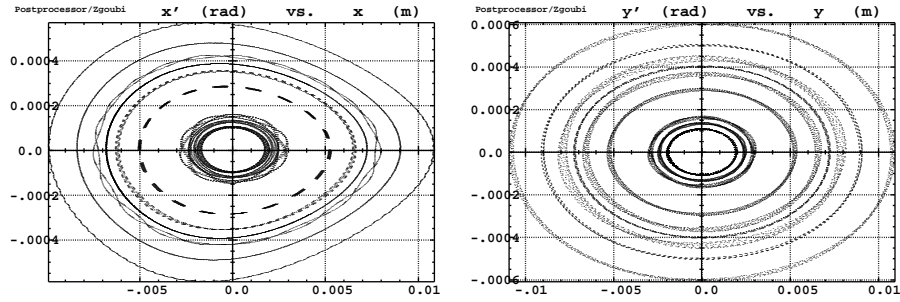 Postprocessor/Zgoubi
x' (rad) vs. x (m)
0.0004
0.0002
0.0
-.0002
-.0004
-.005 0.0 0.005 0.01
Postprocessor/Zgoubi
y' (rad) vs. y (m)
0.0006
0.0004
0.0002
0.0
-.0002
-.0004
-.0006
-.01 -.005 0.0 0.005 0.01